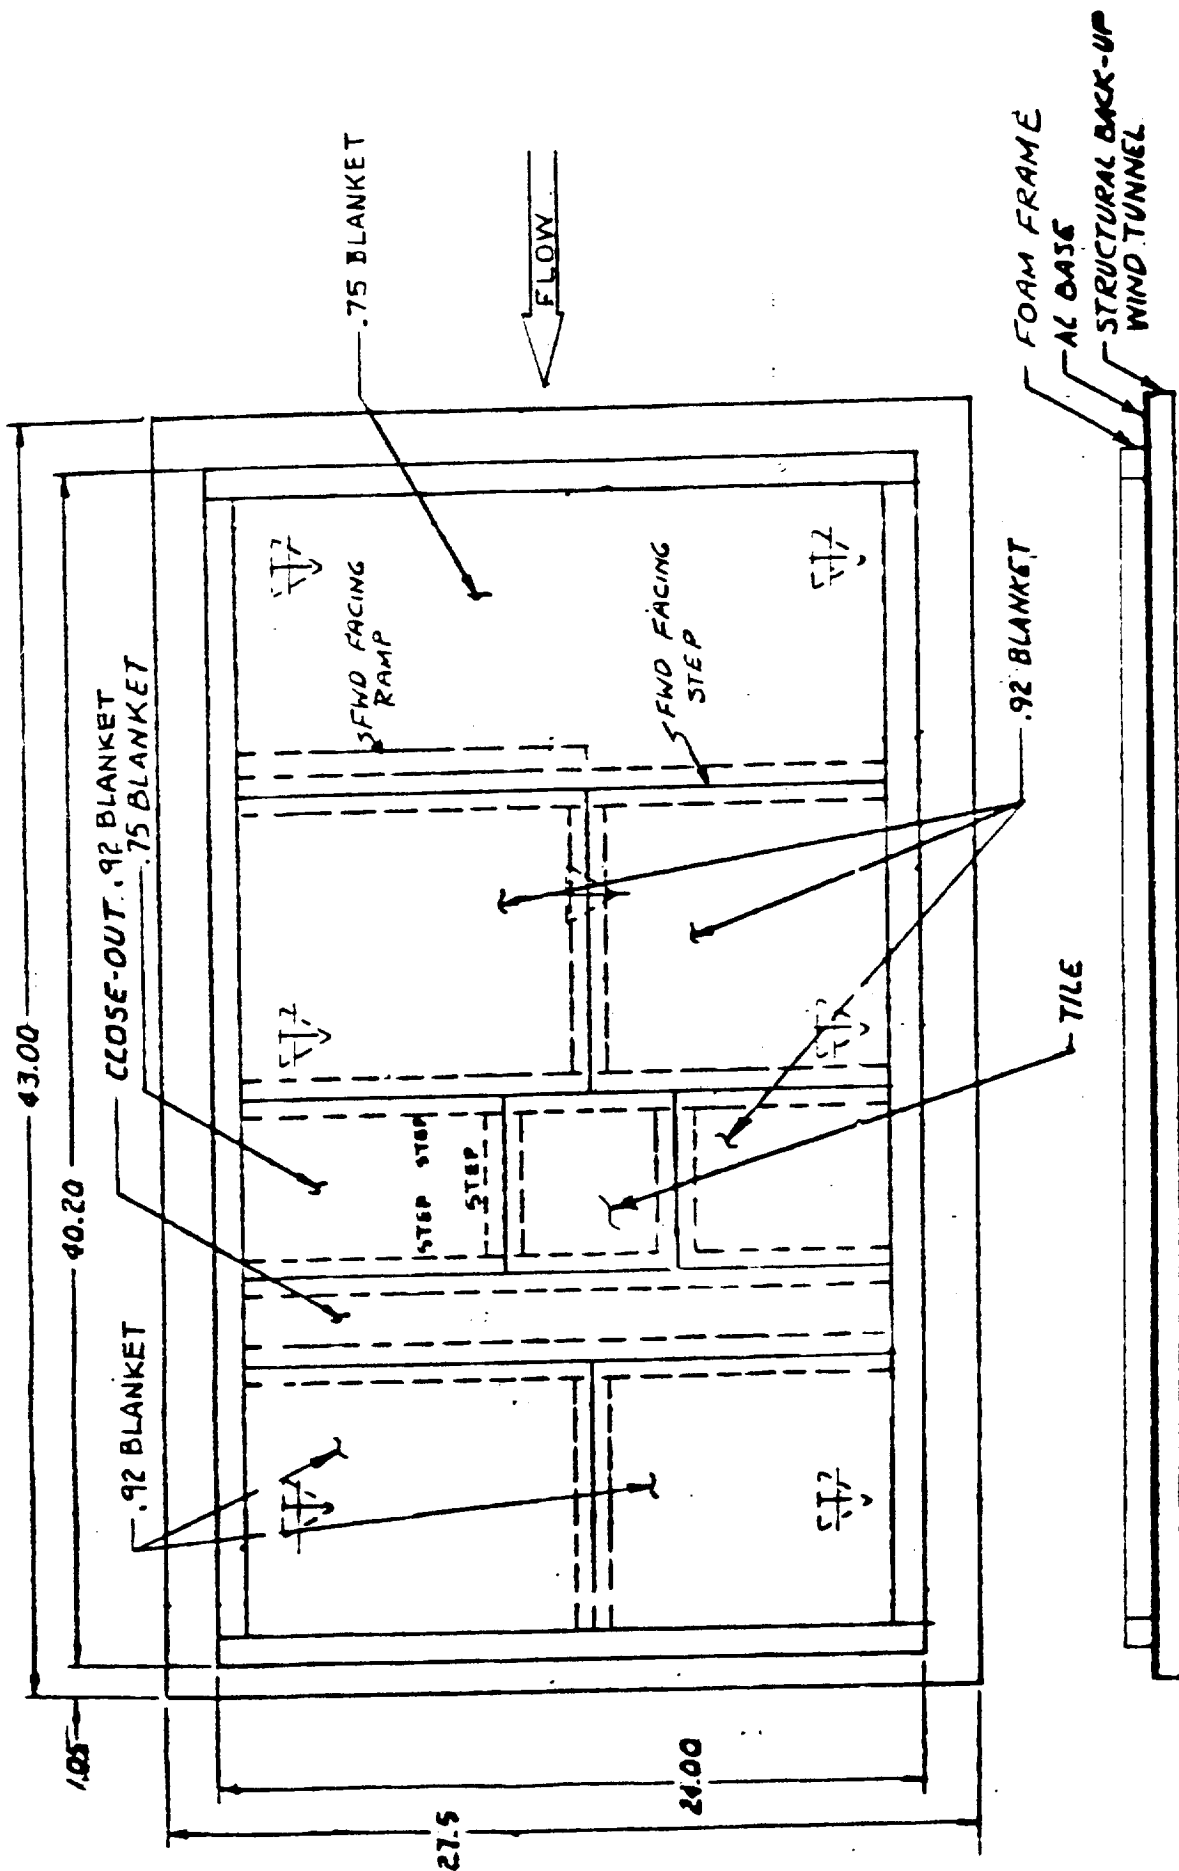 43.00
40.20
1.05
27.5
24.00
.92 BLANKET
CLOSE-OUT .92 BLANKET
.75 BLANKET
.75 BLANKET
FLOW
FWD FACING
RAMP
FWD FACING
STEP
STEP STEP
STEP
.92 BLANKET
TILE
FOAM FRAME
AL BASE
STRUCTURAL BACK-UP
WIND TUNNEL